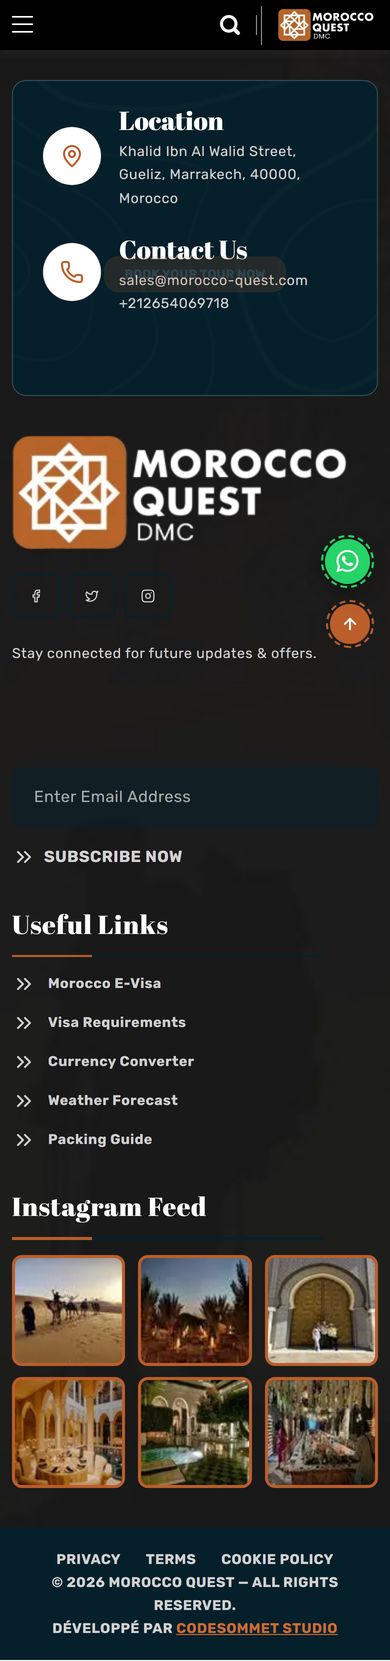 MOROCCO
QUEST
DMC
Location
Khalid Ibn Al Walid Street,
Gueliz, Marrakech, 40000,
Morocco
Contact Us
BOOK YOUR TOUR NOW
sales@morocco-quest.com
+212654069718
MOROCCO
QUEST
DMC
Stay connected for future updates & offers.
Enter Email Address
SUBSCRIBE NOW
Useful Links
Morocco E-Visa
Visa Requirements
Currency Converter
Weather Forecast
Packing Guide
Instagram Feed
PRIVACY TERMS COOKIE POLICY
© 2026 MOROCCO QUEST — ALL RIGHTS
RESERVED.
DÉVELOPPÉ PAR CODESOMMET STUDIO